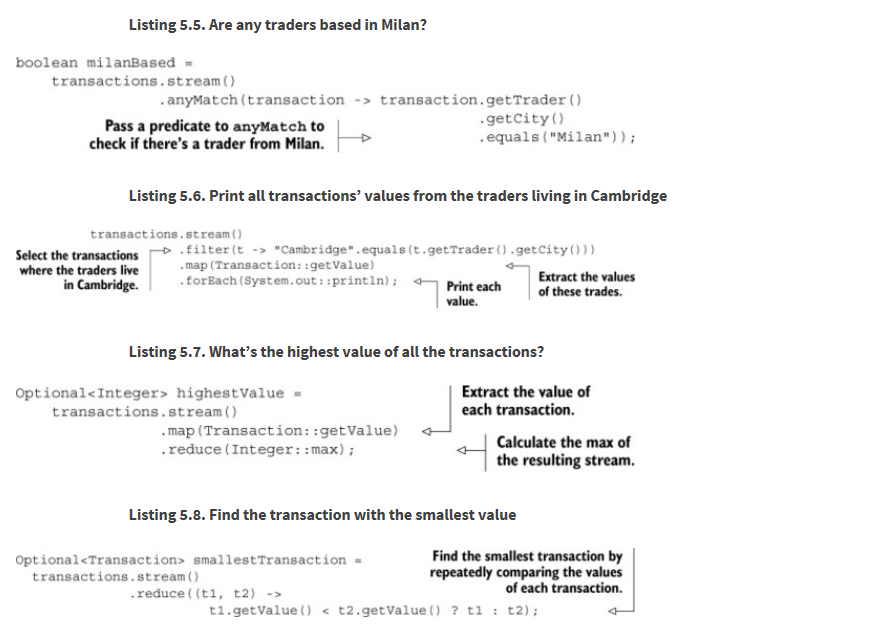 Listing 5.5. Are any traders based in Milan?
boolean milanBased =
transactions.stream()
.anyMatch(transaction -> transaction.getTrader()
.getCity()
.equals("Milan"));
Pass a predicate to anyMatch to
check if there's a trader from Milan.
Listing 5.6. Print all transactions' values from the traders living in Cambridge
transactions.stream()
.filter(t -> "Cambridge".equals(t.getTrader().getCity()))
.map(Transaction::getValue)
.forEach(System.out::println);
Select the transactions
where the traders live
in Cambridge.
Print each
value.
Extract the values
of these trades.
Listing 5.7. What's the highest value of all the transactions?
Optional<Integer> highestValue =
transactions.stream()
.map(Transaction::getValue)
.reduce(Integer::max);
Extract the value of
each transaction.
Calculate the max of
the resulting stream.
Listing 5.8. Find the transaction with the smallest value
Optional<Transaction> smallestTransaction =
transactions.stream()
.reduce((t1, t2) ->
t1.getValue() < t2.getValue() ? t1 : t2);
Find the smallest transaction by
repeatedly comparing the values
of each transaction.